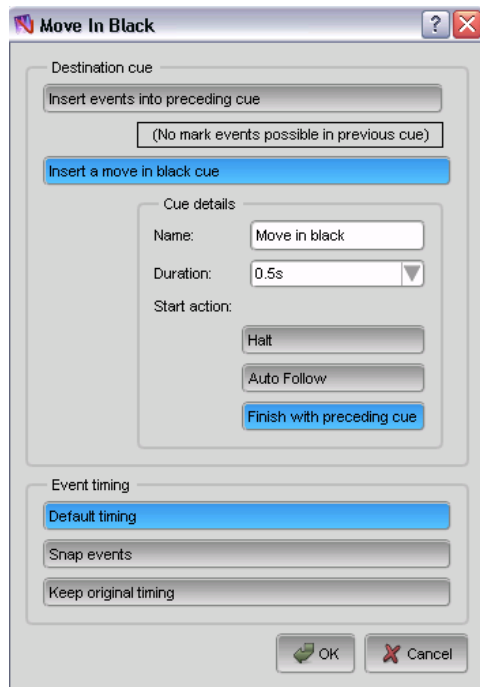 Move In Black
?
Destination cue
Insert events into preceding cue
(No mark events possible in previous cue)
Insert a move in black cue
Cue details
Name: Move in black
Duration: 0.5s
Start action:
Halt
Auto Follow
Finish with preceding cue
Event timing
Default timing
Snap events
Keep original timing
OK Cancel